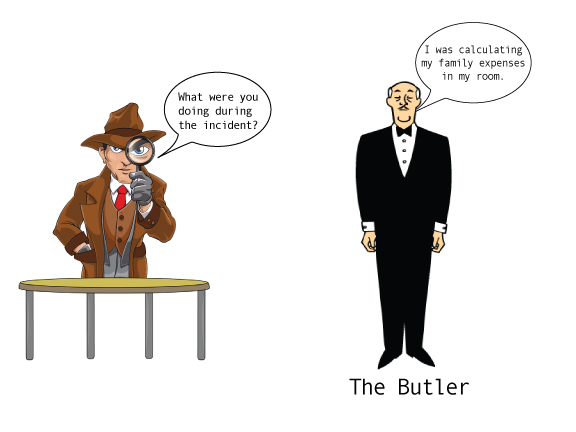 What were you
doing during
the incident?
I was calculating
my family expenses
in my room.
The Butler